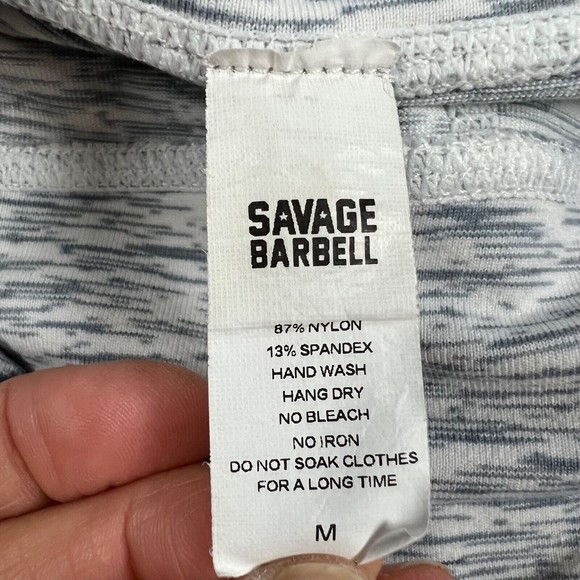 SAVAGE
BARBELL
87% NYLON
13% SPANDEX
HAND WASH
HANG DRY
NO BLEACH
NO IRON
DO NOT SOAK CLOTHES
FOR A LONG TIME
M